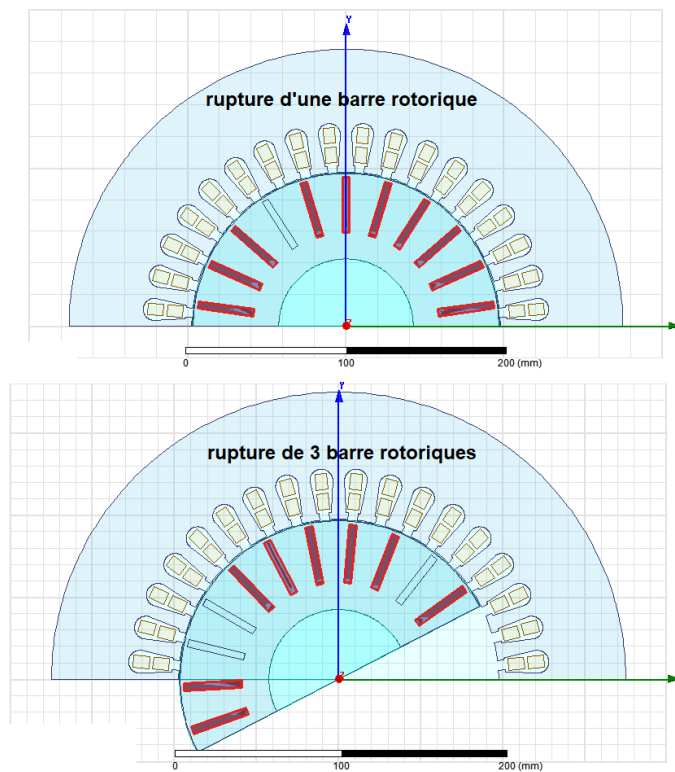 Y
rupture d'une barre rotorique
Z
0 100 200 (mm)
Y
rupture de 3 barre rotoriques
Z
0 100 200 (mm)